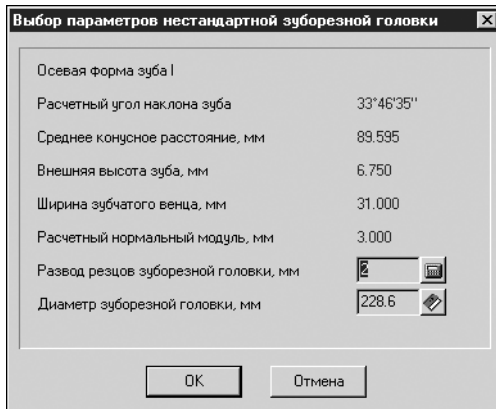 Выбор параметров нестандартной зуборезной головки
Осевая форма зуба I
Расчетный угол наклона зуба 33°46'35''
Среднее конусное расстояние, мм 89.595
Внешняя высота зуба, мм 6.750
Ширина зубчатого венца, мм 31.000
Расчетный нормальный модуль, мм 3.000
Развод резцов зуборезной головки, мм 2
Диаметр зуборезной головки, мм 228.6
OK Отмена